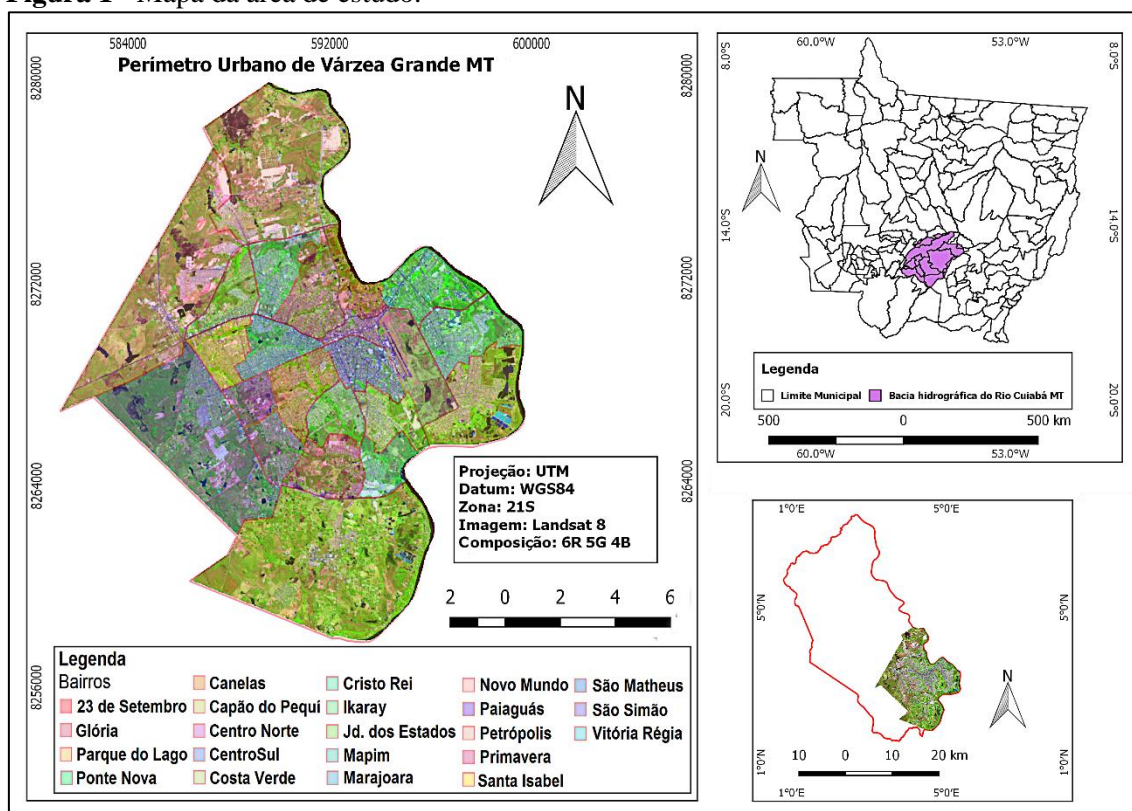 Figura 1 - Mapa da área de estudo.
584000 592000 600000
Perímetro Urbano de Várzea Grande MT
8280000 8280000
N
8272000 8272000
8264000 8264000
8256000
Projeção: UTM
Datum: WGS84
Zona: 21S
Imagem: Landsat 8
Composição: 6R 5G 4B
2 0 2 4 6
Legenda
Bairros
23 de Setembro
Glória
Parque do Lago
Ponte Nova
Canelas
Capão do Pequí
Centro Norte
CentroSul
Costa Verde
Cristo Rei
Ikaray
Jd. dos Estados
Mapim
Marajoara
Novo Mundo
Paiaguás
Petrópolis
Primavera
Santa Isabel
São Matheus
São Simão
Vitória Régia
60.0°W 53.0°W
8.0°S 8.0°S
N
14.0°S 14.0°S
20.0°S 20.0°S
Legenda
Limite Municipal Bacia hidrográfica do Rio Cuiabá MT
500 0 500 km
60.0°W 53.0°W
1°0'E 5°0'E
5°0'N 5°0'N
N
1°0'N 1°0'N
10 0 10 20 km
1°0'E 5°0'E